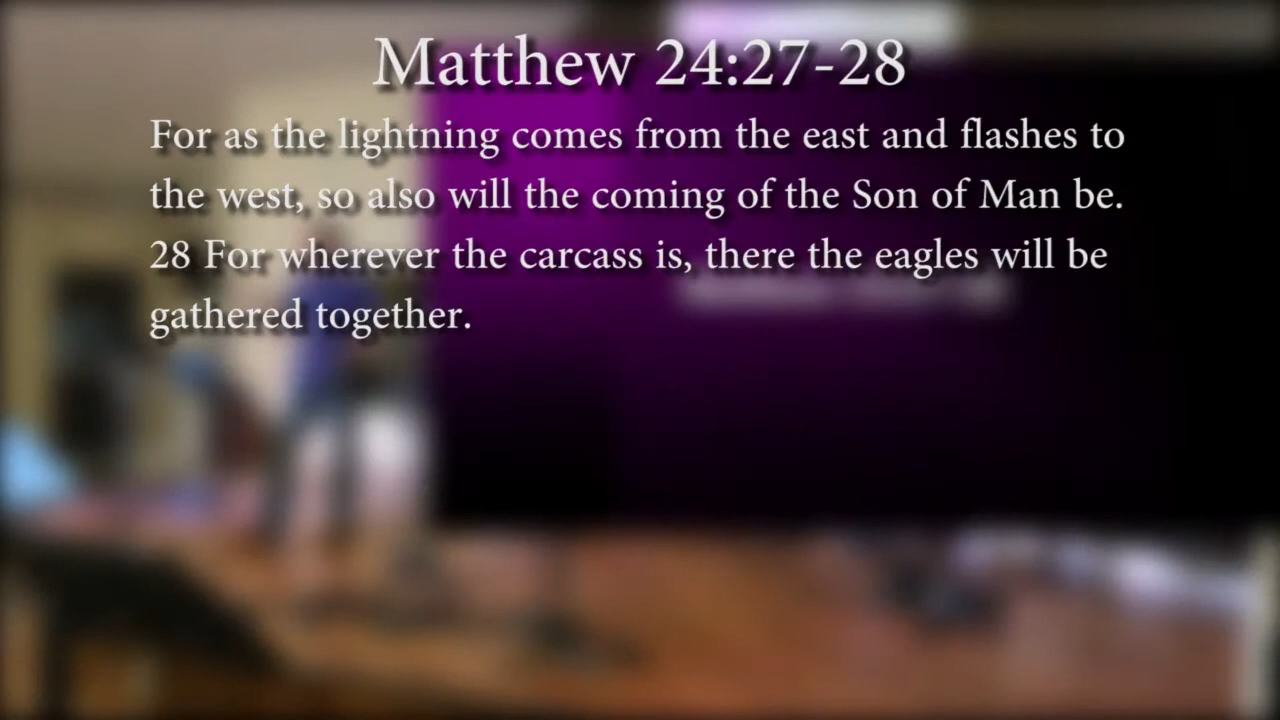 Matthew 24:27-28
For as the lightning comes from the east and flashes to
the west, so also will the coming of the Son of Man be.
28 For wherever the carcass is, there the eagles will be
gathered together.